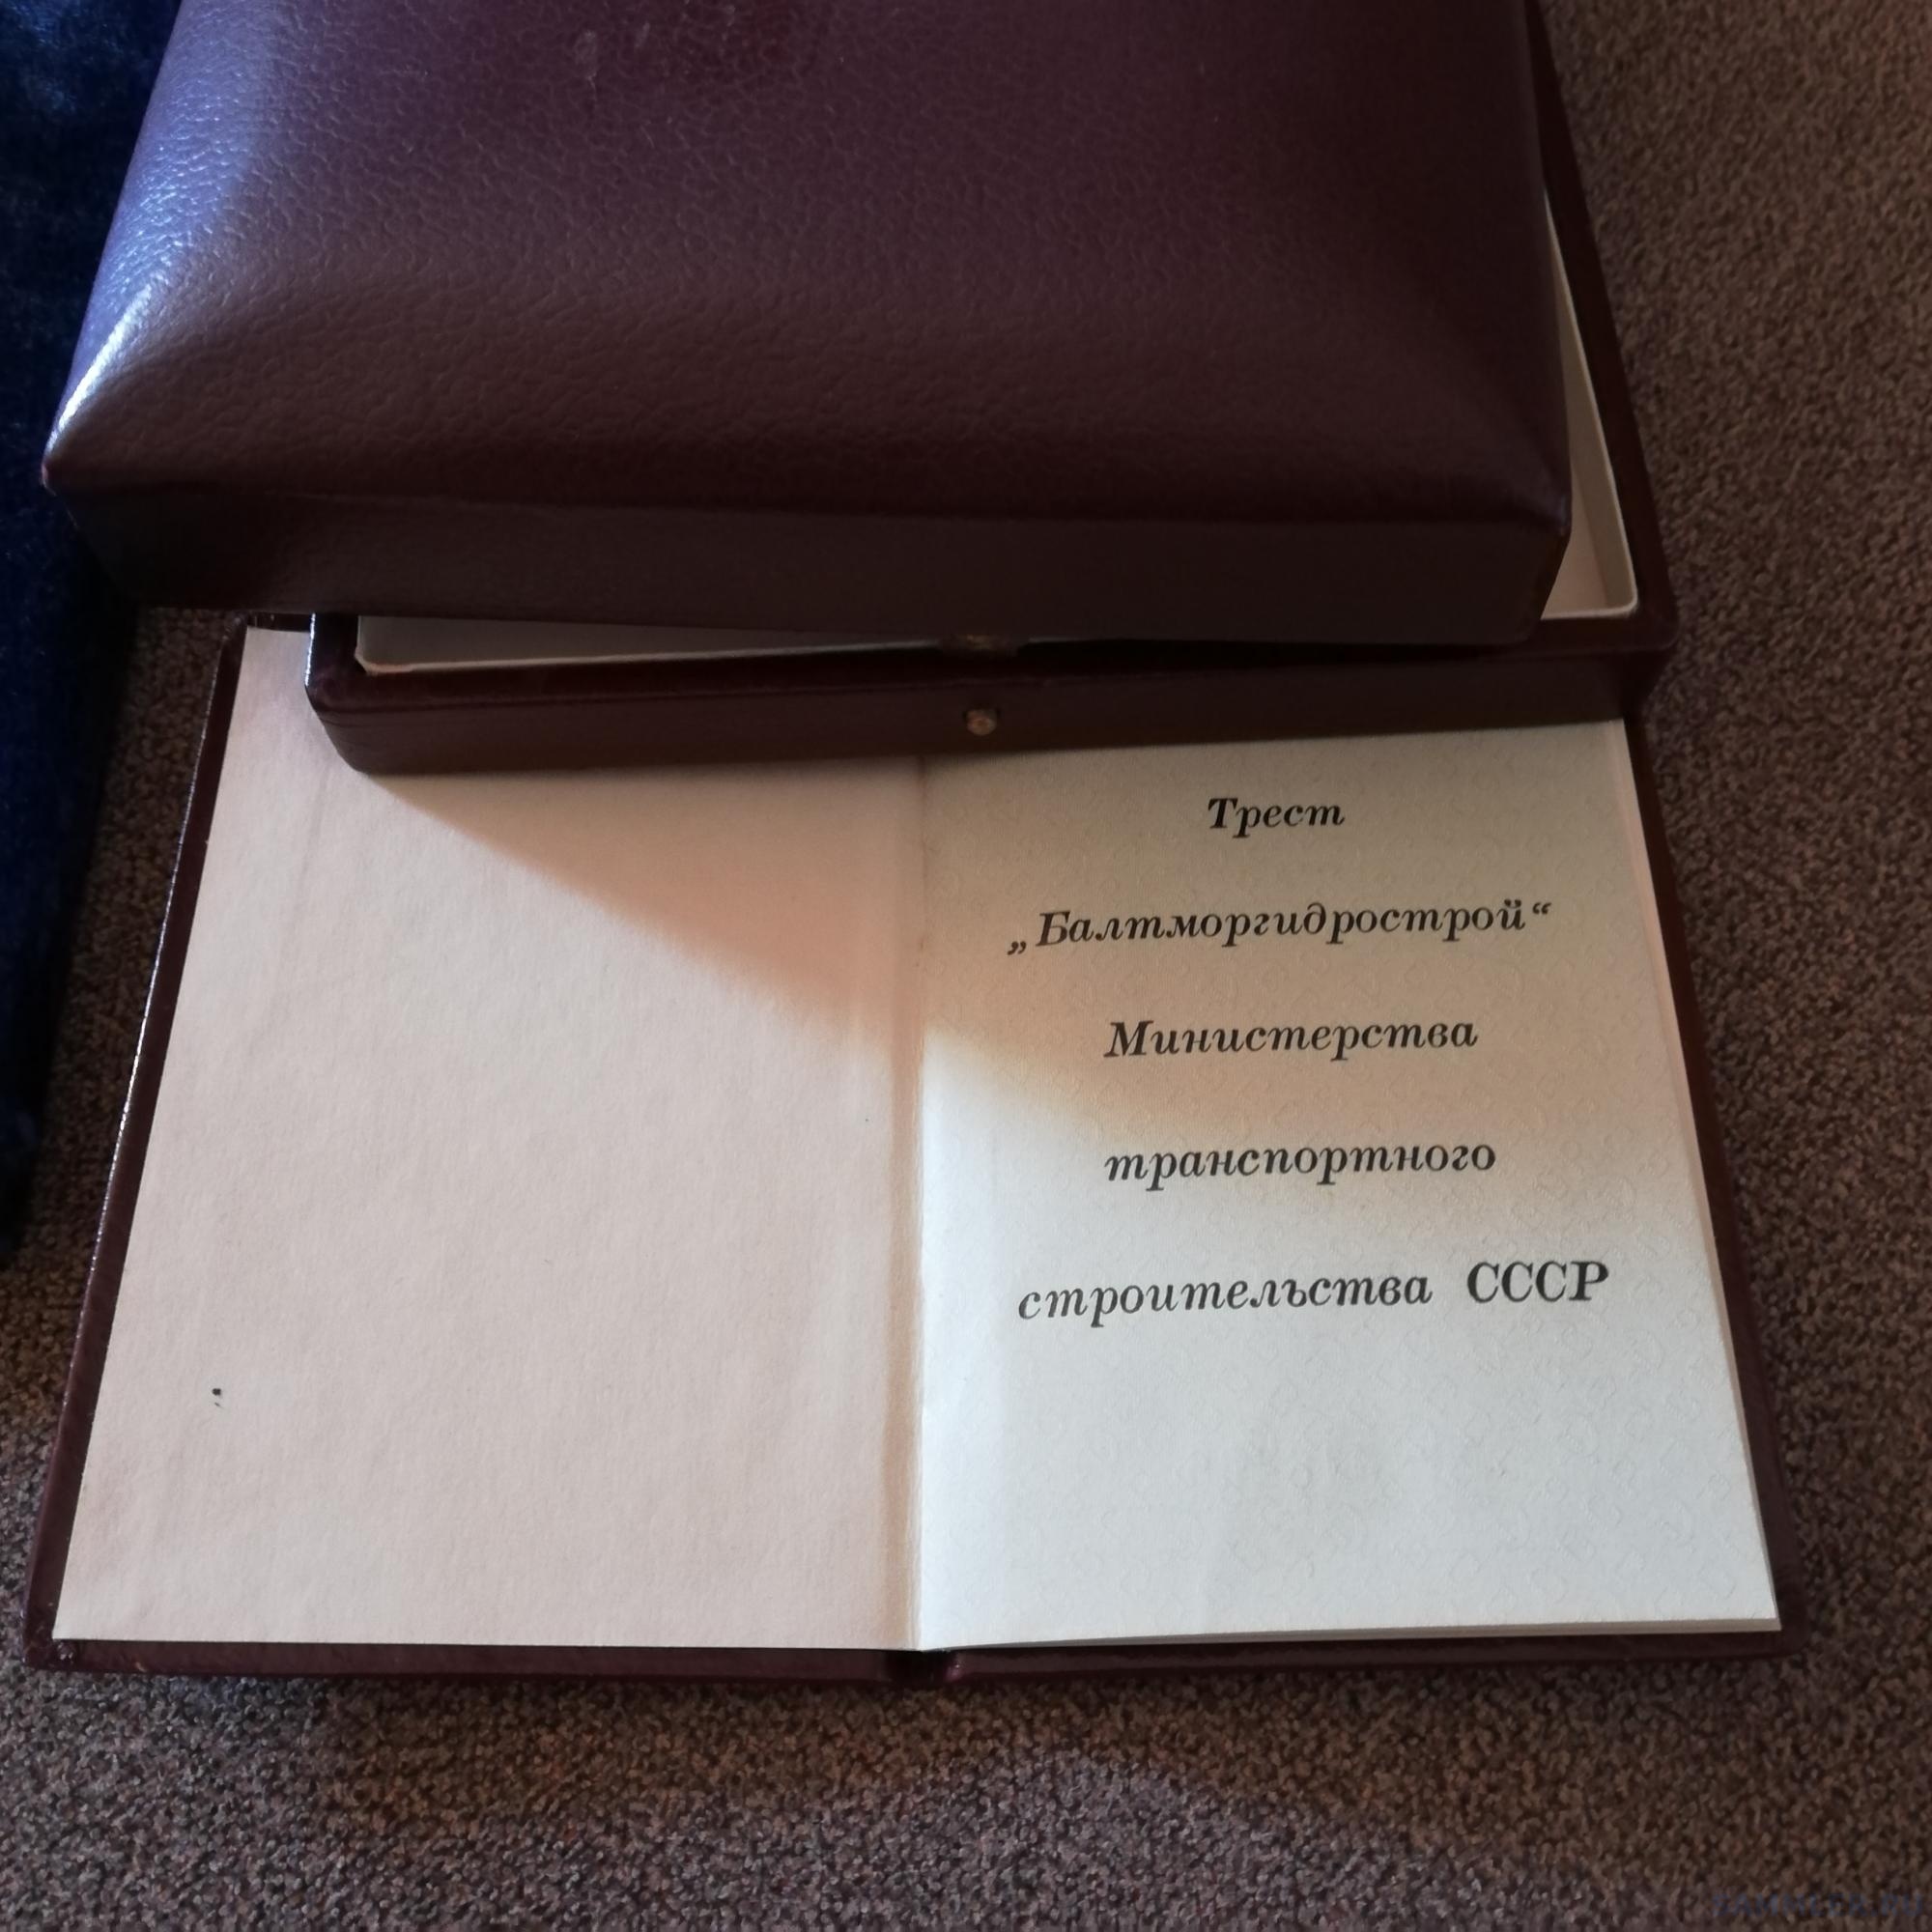 Трест
„Балтморгидрострой“
Министерства
транспортного
строительства СССР